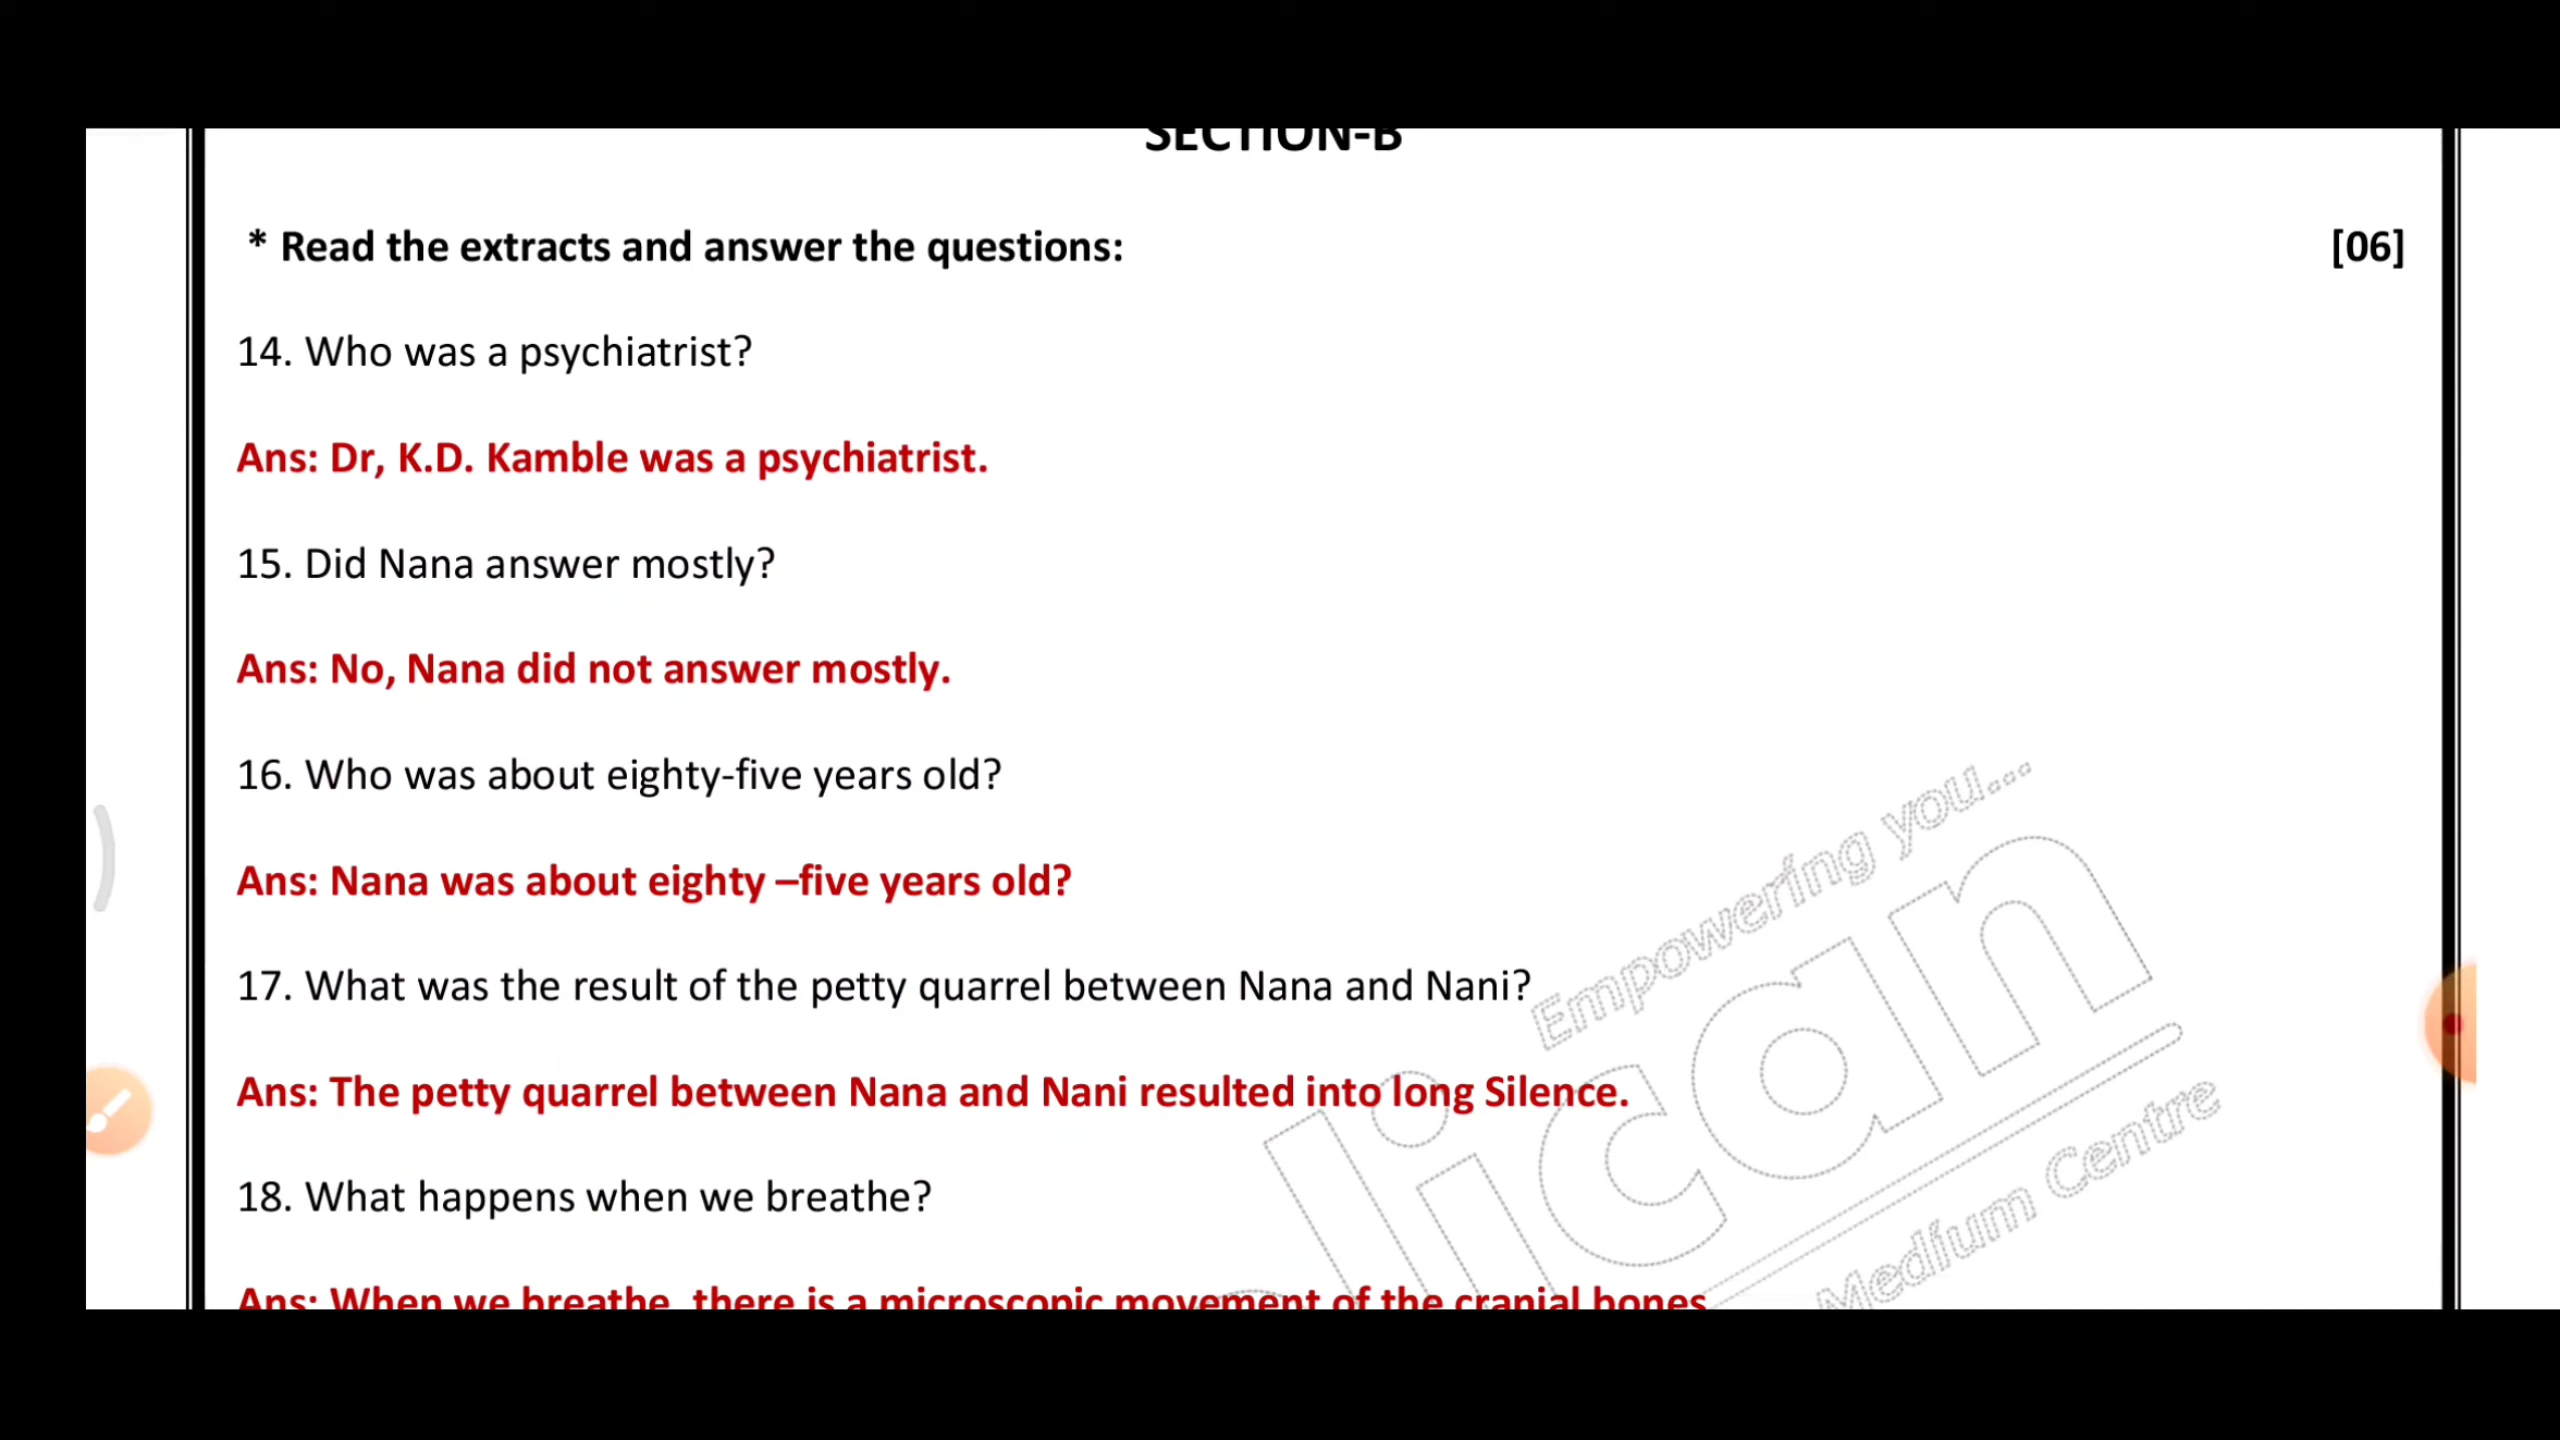 SECTION-B
* Read the extracts and answer the questions: [06]
14. Who was a psychiatrist?
Ans: Dr, K.D. Kamble was a psychiatrist.
15. Did Nana answer mostly?
Ans: No, Nana did not answer mostly.
16. Who was about eighty-five years old?
Ans: Nana was about eighty –five years old?
17. What was the result of the petty quarrel between Nana and Nani?
Ans: The petty quarrel between Nana and Nani resulted into long Silence.
18. What happens when we breathe?
Ans: When we breathe, there is a microscopic movement of the cranial bones
Empowering you...
lican
Medium Centre